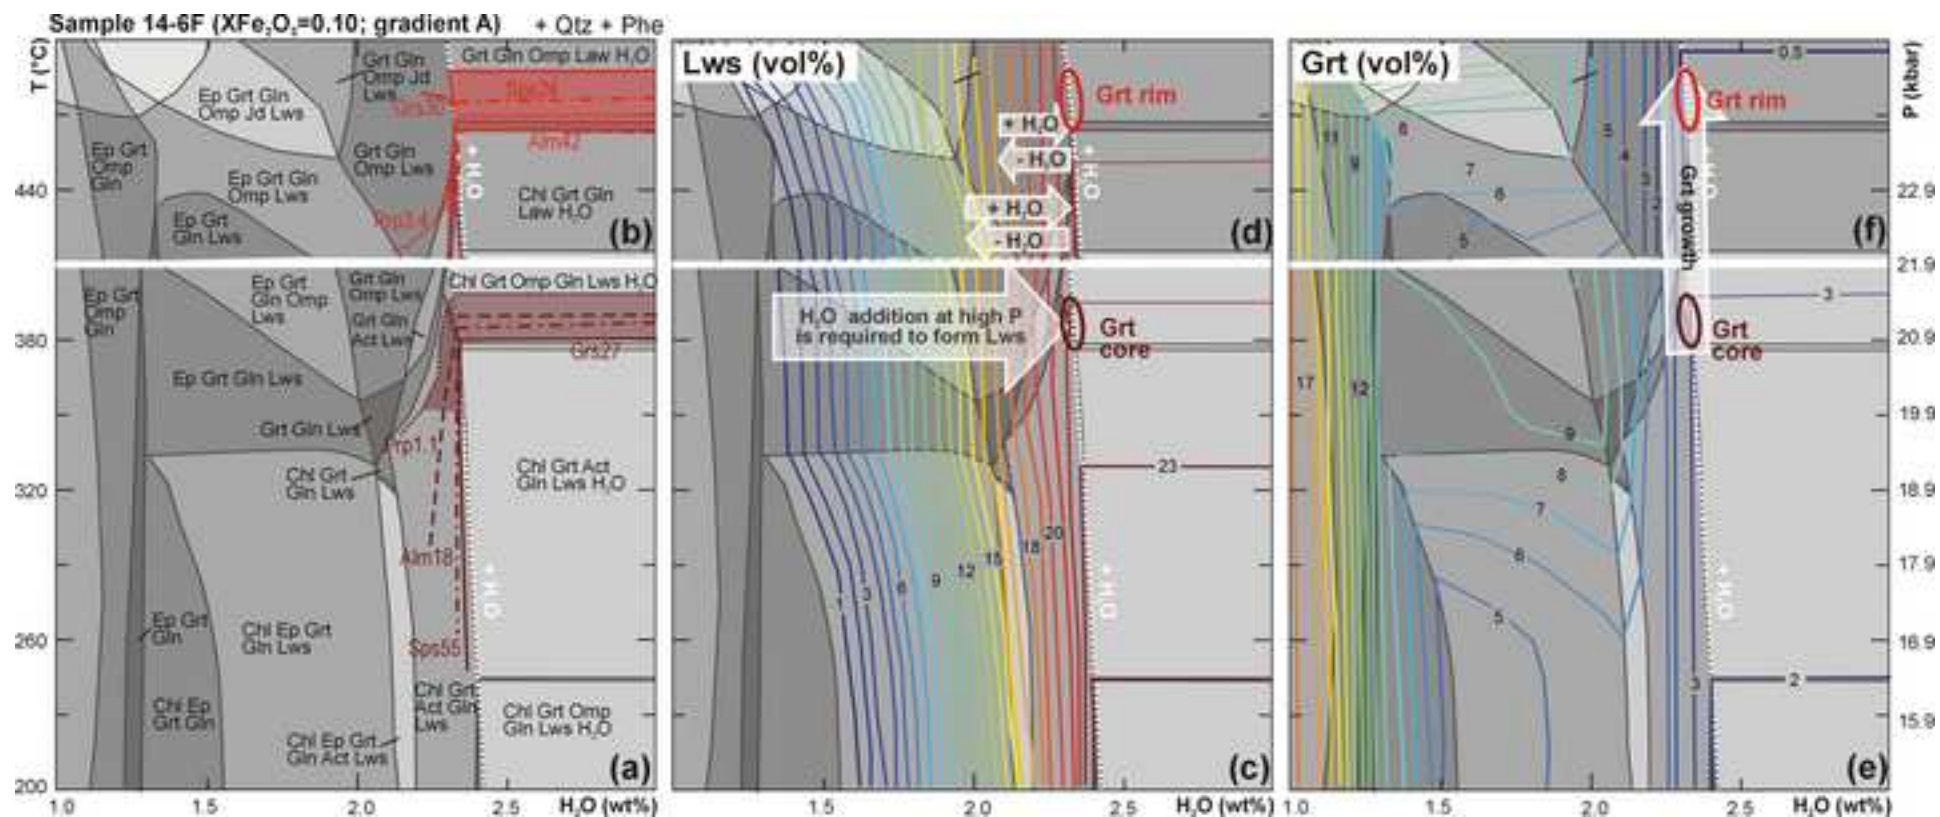 Sample 14-6F (XFe₂O₃=0.10; gradient A) + Qtz + Phe
T (°C)
440
380
320
260
200
Grt Gln
Omp Jd
Lws
Grt Gln Omp Law H₂O
Ep Grt Gln
Omp Jd Lws
Grs30
Alm42
Ep Grt
Omp
Gln
Grt Gln
Omp Lws
Ep Grt Gln
Omp Lws
+ H₂O
Chl Grt Gln
Law H₂O
Ep Grt
Gln Lws
Prp3.4
(b)
Ep Grt
Omp
Gln
Ep Grt
Gln Omp
Lws
Grt Gln
Omp Lws
Chl Grt Omp Gln Lws H₂O
Grt Gln
Act Lws
Grs27
Ep Grt Gln Lws
Grt Gln Lws
Prp1.1
Chl Grt
Gln Lws
Chl Grt Act
Gln Lws H₂O
Alm18
+ H₂O
Ep Grt
Gln
Chl Ep Grt
Gln Lws
Sps55
Chl Ep
Grt Gln
Chl Grt
Act Gln
Lws
Chl Grt Omp
Gln Lws H₂O
Chl Ep Grt
Gln Act Lws
(a)
1.0 1.5 2.0 2.5 H₂O (wt%)
Lws (vol%)
Grt rim
+ H₂O
- H₂O
+ H₂O
+ H₂O
- H₂O
(d)
H₂O addition at high P
is required to form Lws
Grt
core
23
1 3 6 9 12 15 18 20
+ H₂O
(c)
1.5 2.0 2.5 H₂O (wt%)
Grt (vol%)
0.5
Grt rim
11 9 6
7
6
5
5
4
3
2
Grt growth
+ H₂O
(f)
3
Grt
core
17 12
9
8
7
6
5
+ H₂O
3
2
(e)
1.0 1.5 2.0 2.5 H₂O (wt%)
P (kbar)
22.9
21.9
20.9
19.9
18.9
17.9
16.9
15.9